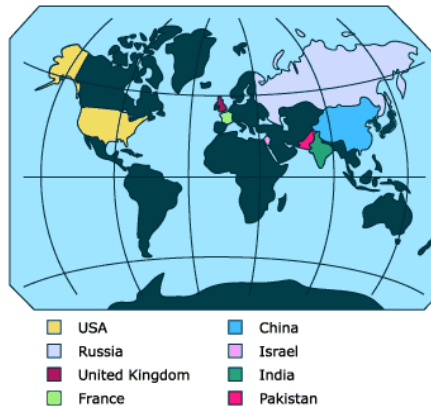 USA
China
Russia
Israel
United Kingdom
India
France
Pakistan